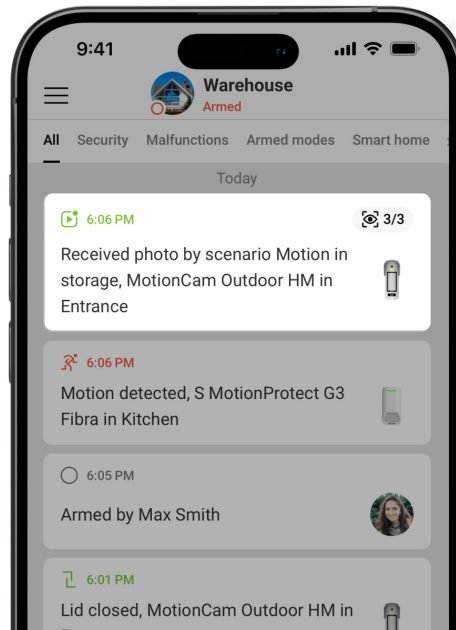 9:41
Warehouse
Armed
All Security Malfunctions Armed modes Smart home
Today
6:06 PM 3/3
Received photo by scenario Motion in
storage, MotionCam Outdoor HM in
Entrance
6:06 PM
Motion detected, S MotionProtect G3
Fibra in Kitchen
6:05 PM
Armed by Max Smith
6:01 PM
Lid closed, MotionCam Outdoor HM in